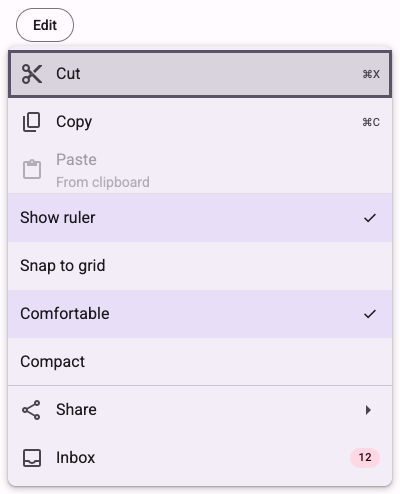 Edit
Cut ⌘X
Copy ⌘C
Paste
From clipboard
Show ruler
Snap to grid
Comfortable
Compact
Share
Inbox 12